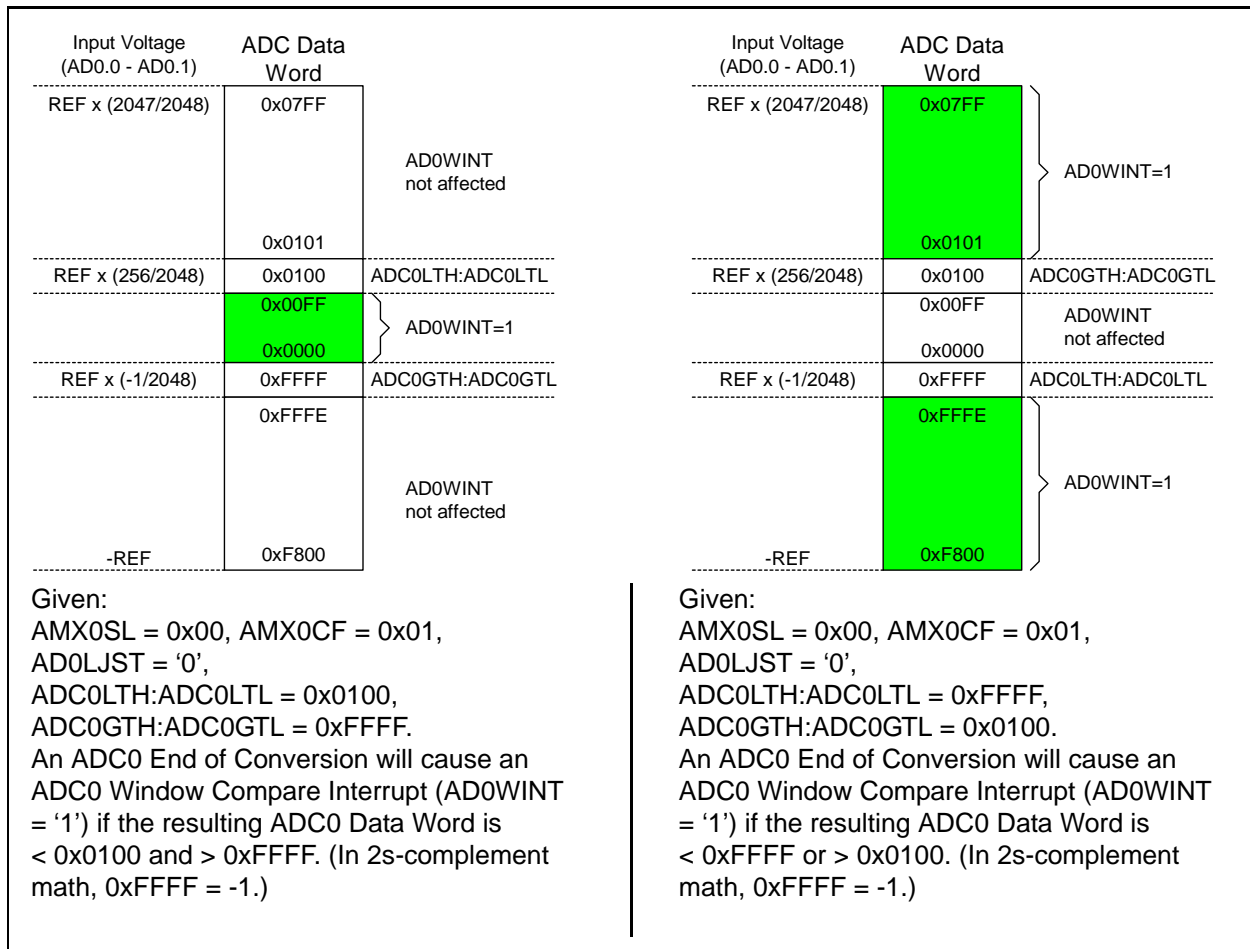 Input Voltage
(AD0.0 - AD0.1)
ADC Data
Word
REF x (2047/2048)
0x07FF
AD0WINT
not affected
0x0101
REF x (256/2048)
0x0100
ADC0LTH:ADC0LTL
0x00FF
AD0WINT=1
0x0000
REF x (-1/2048)
0xFFFF
ADC0GTH:ADC0GTL
0xFFFE
AD0WINT
not affected
-REF
0xF800
Given:
AMX0SL = 0x00, AMX0CF = 0x01,
AD0LJST = ‘0’,
ADC0LTH:ADC0LTL = 0x0100,
ADC0GTH:ADC0GTL = 0xFFFF.
An ADC0 End of Conversion will cause an
ADC0 Window Compare Interrupt (AD0WINT
= ‘1’) if the resulting ADC0 Data Word is
< 0x0100 and > 0xFFFF. (In 2s-complement
math, 0xFFFF = -1.)
Input Voltage
(AD0.0 - AD0.1)
ADC Data
Word
REF x (2047/2048)
0x07FF
AD0WINT=1
0x0101
REF x (256/2048)
0x0100
ADC0GTH:ADC0GTL
0x00FF
AD0WINT
not affected
0x0000
REF x (-1/2048)
0xFFFF
ADC0LTH:ADC0LTL
0xFFFE
AD0WINT=1
-REF
0xF800
Given:
AMX0SL = 0x00, AMX0CF = 0x01,
AD0LJST = ‘0’,
ADC0LTH:ADC0LTL = 0xFFFF,
ADC0GTH:ADC0GTL = 0x0100.
An ADC0 End of Conversion will cause an
ADC0 Window Compare Interrupt (AD0WINT
= ‘1’) if the resulting ADC0 Data Word is
< 0xFFFF or > 0x0100. (In 2s-complement
math, 0xFFFF = -1.)